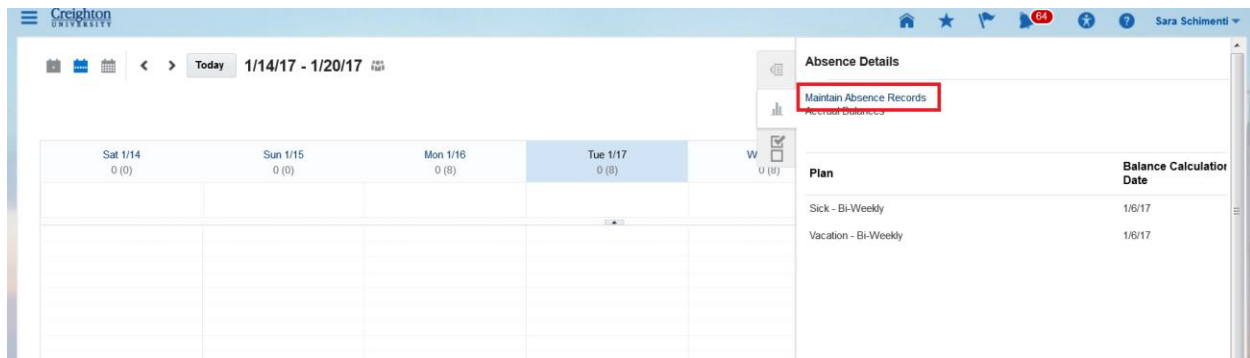 Creighton
UNIVERSITY
64
Sara Schimenti
Today 1/14/17 - 1/20/17
Absence Details
Maintain Absence Records
Accrual Balances
Sat 1/14 Sun 1/15 Mon 1/16 Tue 1/17 W
0 (0) 0 (0) 0 (8) 0 (8) 0 (8)
Plan Balance Calculation Date
Sick - Bi-Weekly 1/6/17
Vacation - Bi-Weekly 1/6/17